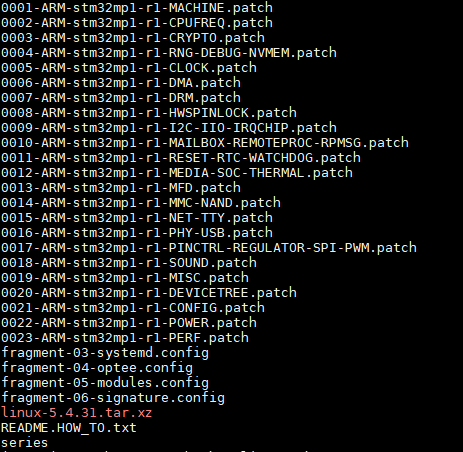 0001-ARM-stm32mp1-r1-MACHINE.patch
0002-ARM-stm32mp1-r1-CPUFREQ.patch
0003-ARM-stm32mp1-r1-CRYPTO.patch
0004-ARM-stm32mp1-r1-RNG-DEBUG-NVMEM.patch
0005-ARM-stm32mp1-r1-CLOCK.patch
0006-ARM-stm32mp1-r1-DMA.patch
0007-ARM-stm32mp1-r1-DRM.patch
0008-ARM-stm32mp1-r1-HWSPINLOCK.patch
0009-ARM-stm32mp1-r1-I2C-IIO-IRQCHIP.patch
0010-ARM-stm32mp1-r1-MAILBOX-REMOTEPROC-RPMSG.patch
0011-ARM-stm32mp1-r1-RESET-RTC-WATCHDOG.patch
0012-ARM-stm32mp1-r1-MEDIA-SOC-THERMAL.patch
0013-ARM-stm32mp1-r1-MFD.patch
0014-ARM-stm32mp1-r1-MMC-NAND.patch
0015-ARM-stm32mp1-r1-NET-TTY.patch
0016-ARM-stm32mp1-r1-PHY-USB.patch
0017-ARM-stm32mp1-r1-PINCTRL-REGULATOR-SPI-PWM.patch
0018-ARM-stm32mp1-r1-SOUND.patch
0019-ARM-stm32mp1-r1-MISC.patch
0020-ARM-stm32mp1-r1-DEVICETREE.patch
0021-ARM-stm32mp1-r1-CONFIG.patch
0022-ARM-stm32mp1-r1-POWER.patch
0023-ARM-stm32mp1-r1-PERF.patch
fragment-03-systemd.config
fragment-04-optee.config
fragment-05-modules.config
fragment-06-signature.config
linux-5.4.31.tar.xz
README.HOW_TO.txt
series